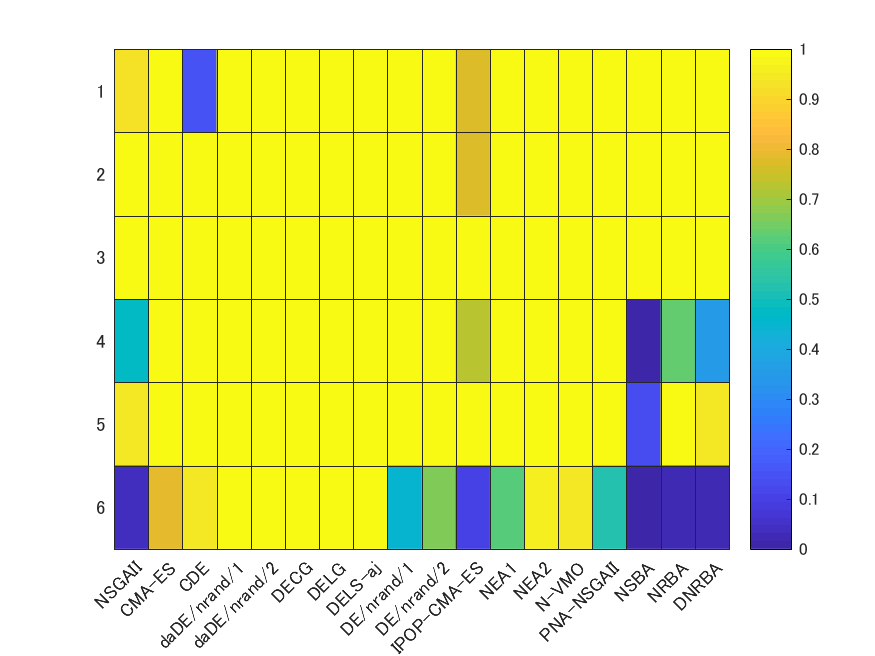 1
2
3
4
5
6
NSGAII
CMA-ES
CDE
daDE/nrand/1
daDE/nrand/2
DECG
DELG
DELS-aj
DE/nrand/1
DE/nrand/2
IPOP-CMA-ES
NEA1
NEA2
N-VMO
PNA-NSGAII
NSBA
NRBA
DNRBA
1
0.9
0.8
0.7
0.6
0.5
0.4
0.3
0.2
0.1
0